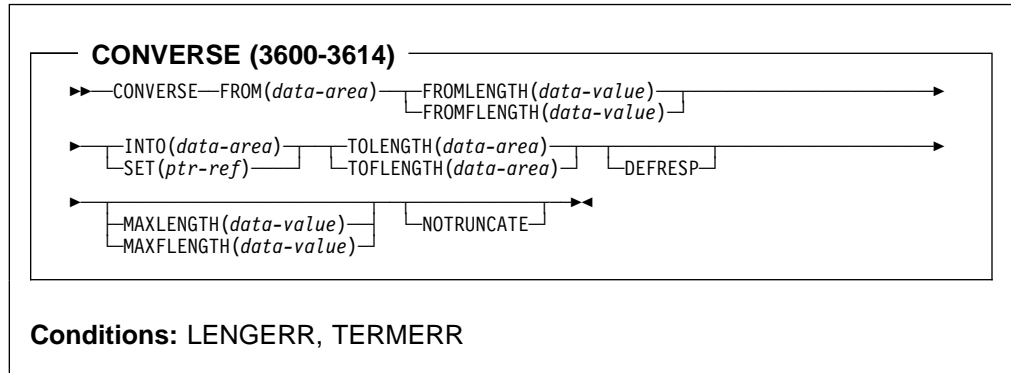 CONVERSE (3600-3614)
CONVERSE FROM(data-area) FROMLENGTH(data-value)
FROMFLENGTH(data-value)
INTO(data-area) TOLENGTH(data-area)
SET(ptr-ref) TOFLENGTH(data-area) DEFRESP
MAXLENGTH(data-value) NOTRUNCATE
MAXFLENGTH(data-value)
Conditions: LENGERR, TERMERR